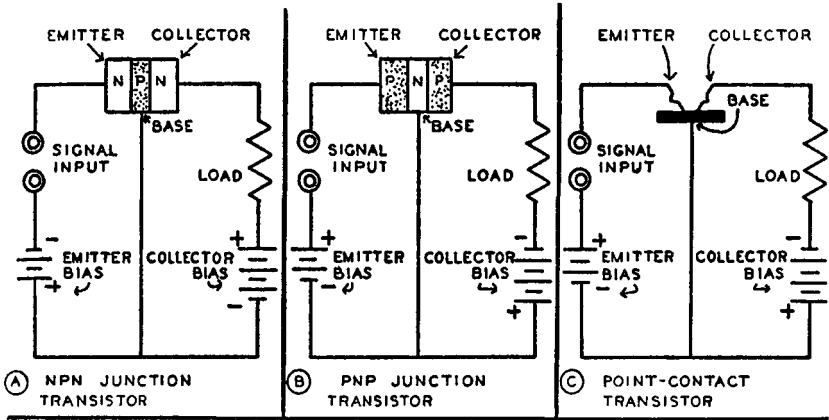 EMITTER COLLECTOR
N P N
BASE
SIGNAL
INPUT
LOAD
-
+
EMITTER
BIAS
COLLECTOR
BIAS
+
-
A NPN JUNCTION
TRANSISTOR
EMITTER COLLECTOR
P N P
BASE
SIGNAL
INPUT
LOAD
+
-
EMITTER
BIAS
COLLECTOR
BIAS
-
+
B PNP JUNCTION
TRANSISTOR
EMITTER COLLECTOR
BASE
SIGNAL
INPUT
LOAD
+
-
EMITTER
BIAS
COLLECTOR
BIAS
-
+
C POINT-CONTACT
TRANSISTOR